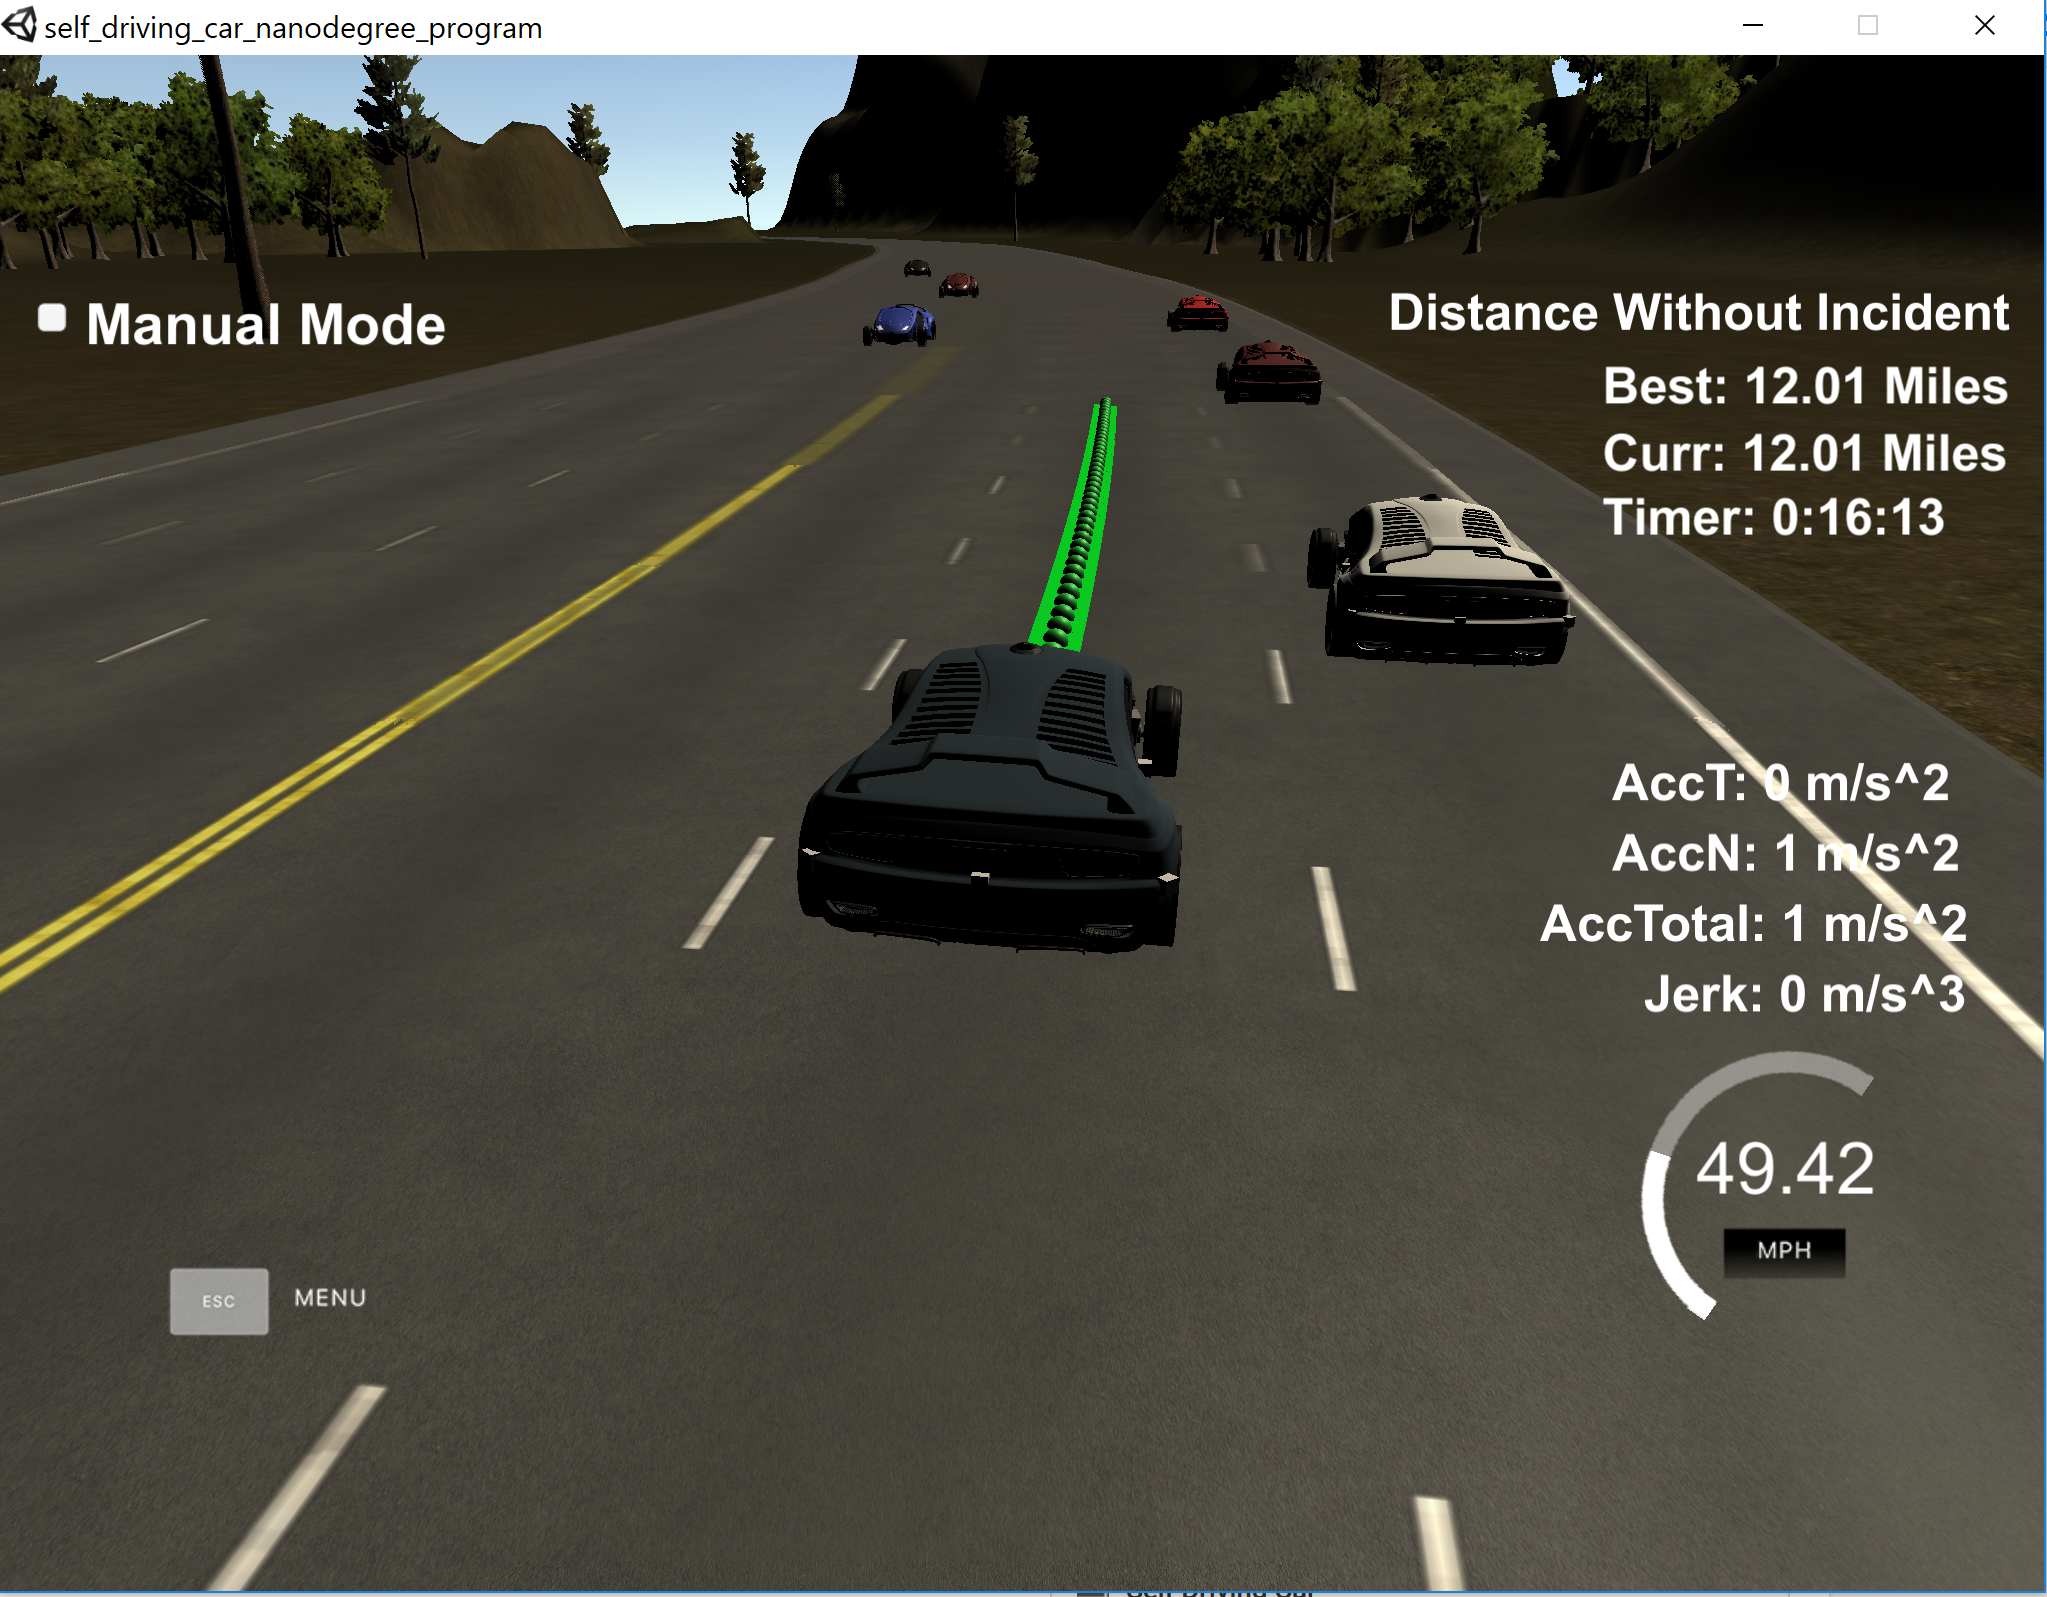 self_driving_car_nanodegree_program
Manual Mode
Distance Without Incident
Best: 12.01 Miles
Curr: 12.01 Miles
Timer: 0:16:13
AccT: 0 m/s^2
AccN: 1 m/s^2
AccTotal: 1 m/s^2
Jerk: 0 m/s^3
49.42
MPH
ESC MENU